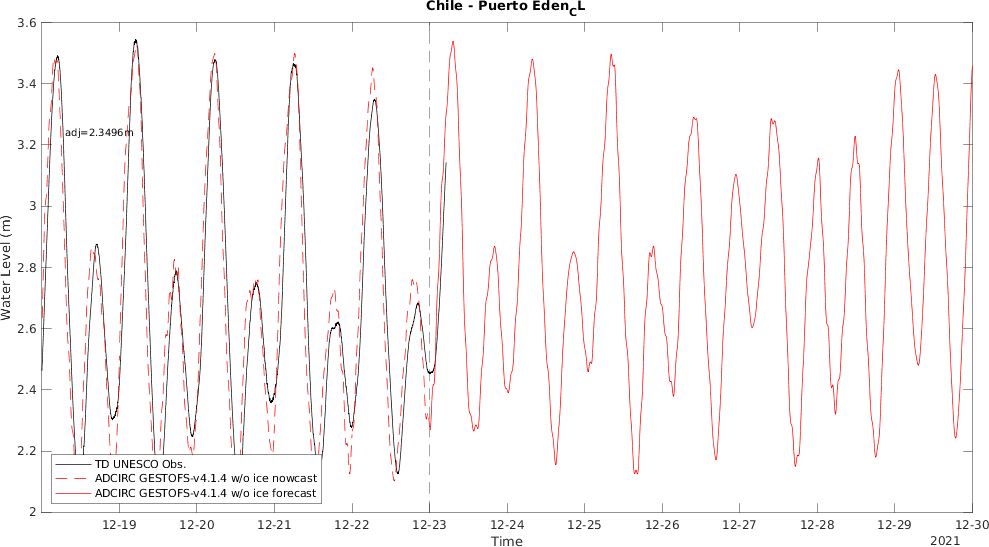 Chile - Puerto Eden_CL
3.6
3.4
3.2
3
2.8
2.6
2.4
2.2
2
Water Level (m)
adj=2.3496m
TD UNESCO Obs.
ADCIRC GESTOFS-v4.1.4 w/o ice nowcast
ADCIRC GESTOFS-v4.1.4 w/o ice forecast
12-19 12-20 12-21 12-22 12-23 12-24 12-25 12-26 12-27 12-28 12-29 12-30
Time
2021